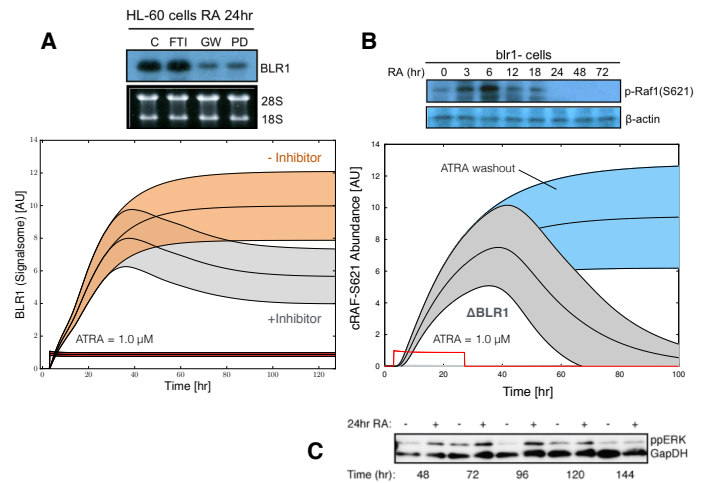 A
HL-60 cells RA 24hr
C FTI GW PD
BLR1
28S
18S
14
12
10
8
6
4
2
0
BLR1 (Signalsome) [AU]
- Inhibitor
+Inhibitor
ATRA = 1.0 μM
0 20 40 60 80 100 120
Time [hr]
B
blr1- cells
RA (hr) 0 3 6 12 18 24 48 72
p-Raf1(S621)
β-actin
14
12
10
8
6
4
2
0
cRAF-S621 Abundance [AU]
ATRA washout
ΔBLR1
ATRA = 1.0 μM
0 20 40 60 80 100
Time [hr]
C
24hr RA: - + - + - + - + - +
ppERK
GapDH
Time (hr): 48 72 96 120 144